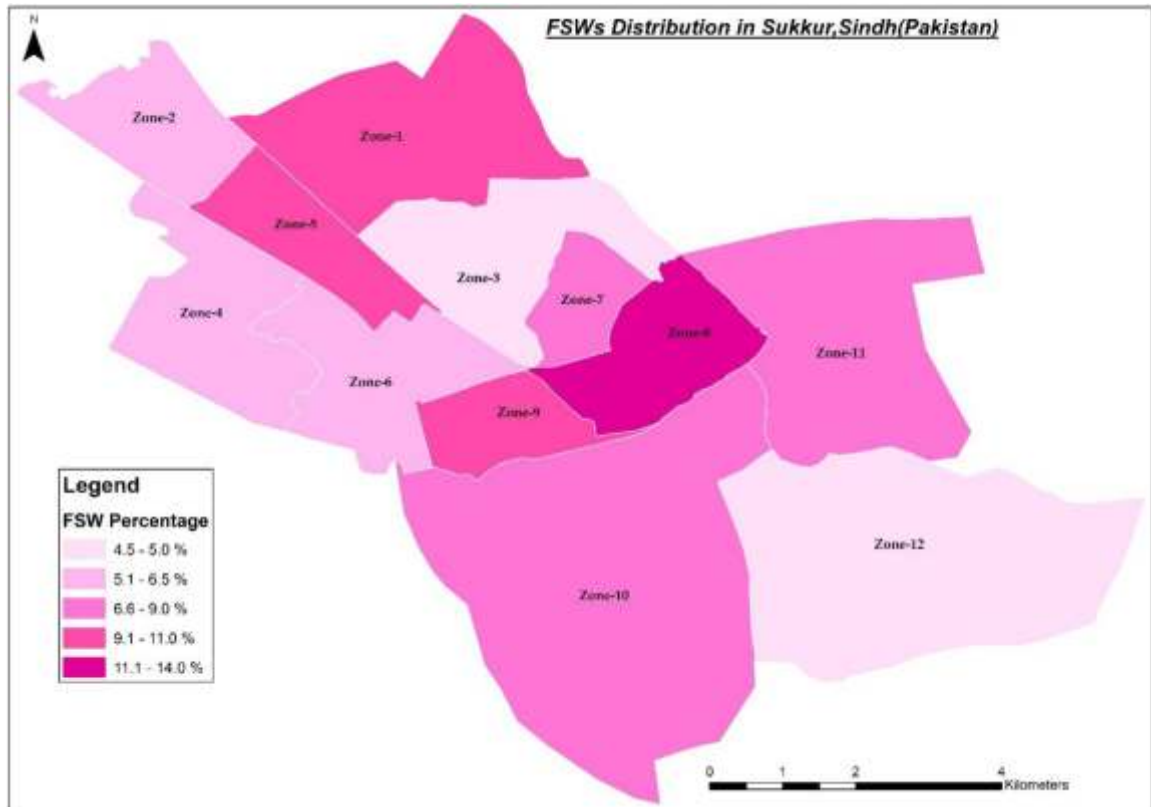 N
FSWs Distribution in Sukkur,Sindh(Pakistan)
Zone-2
Zone-1
Zone-5
Zone-3
Zone-4
Zone-7
Zone-8
Zone-11
Zone-6
Zone-9
Zone-12
Zone-10
Legend
FSW Percentage
4.5 - 5.0 %
5.1 - 6.5 %
6.6 - 9.0 %
9.1 - 11.0 %
11.1 - 14.0 %
0 1 2 4
Kilometers